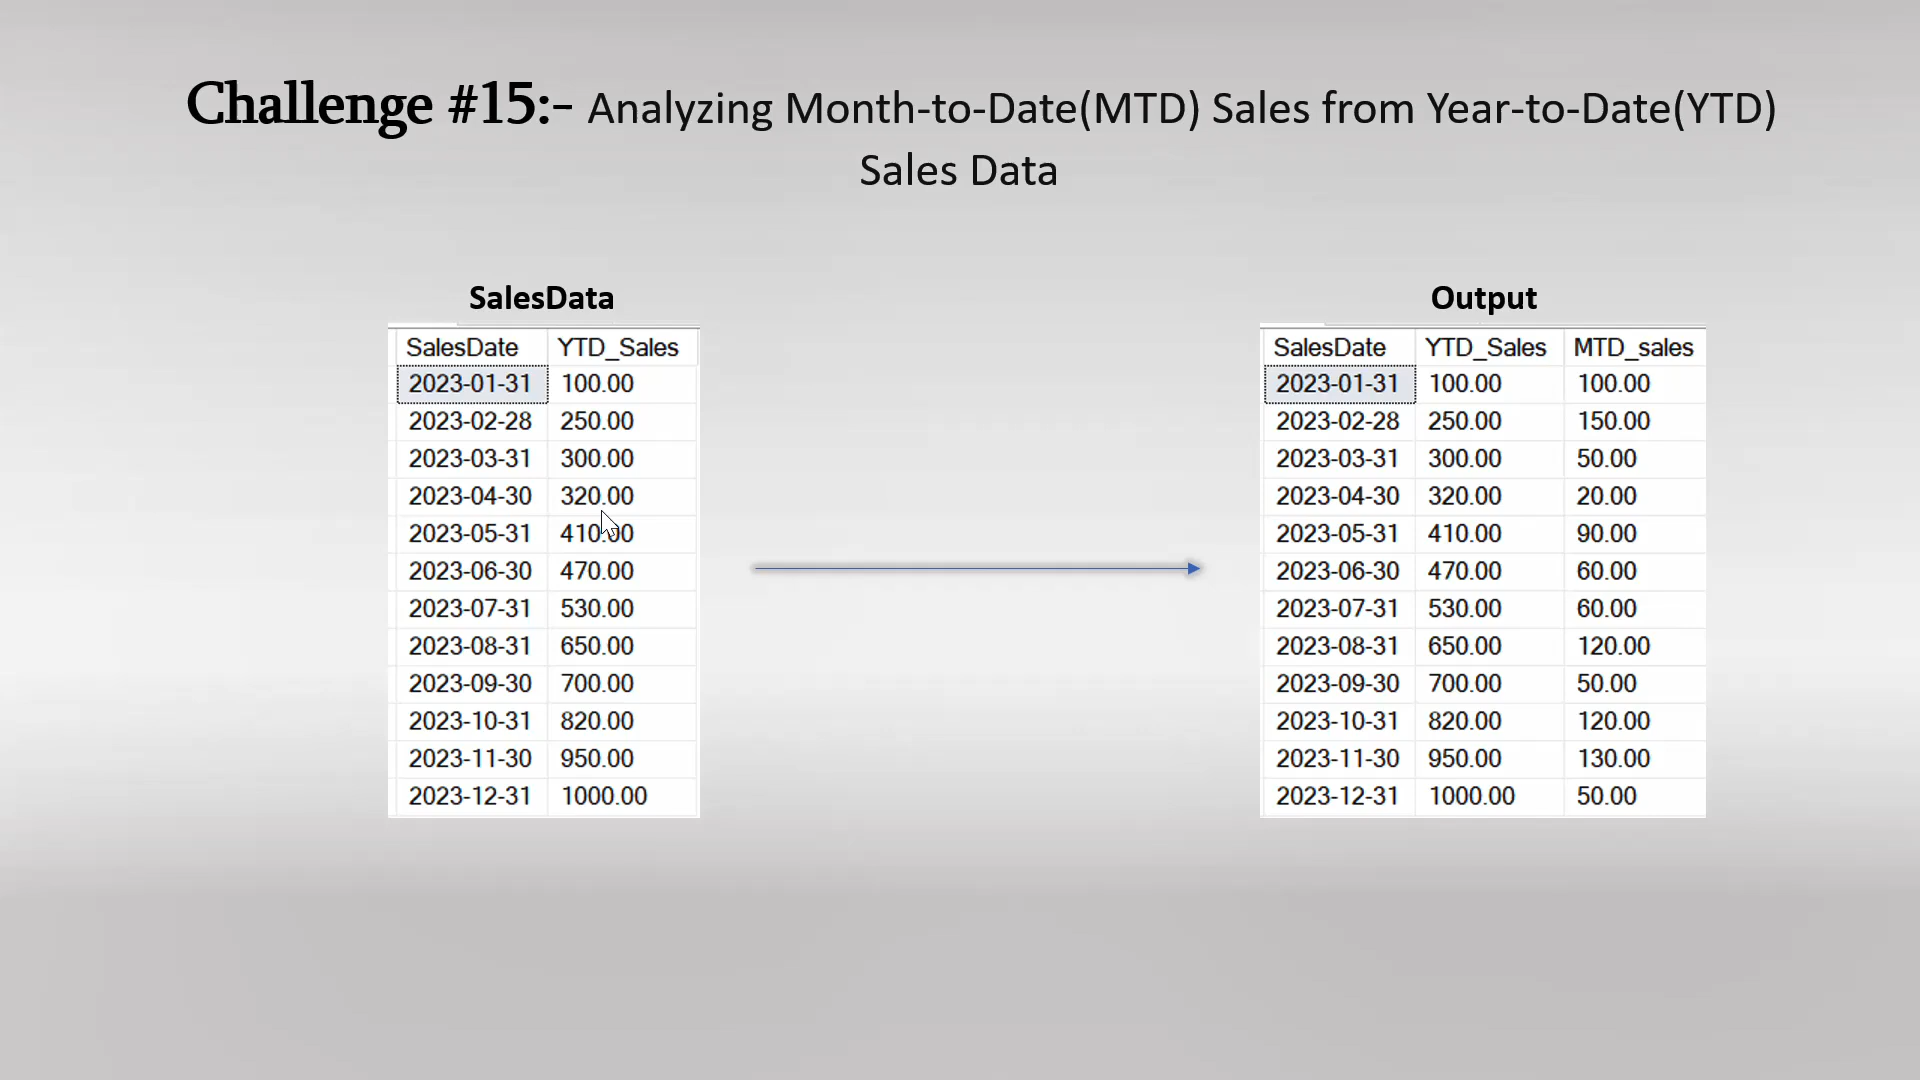 Challenge #15:- Analyzing Month-to-Date(MTD) Sales from Year-to-Date(YTD)
Sales Data
SalesData
SalesDate YTD_Sales
2023-01-31 100.00
2023-02-28 250.00
2023-03-31 300.00
2023-04-30 320.00
2023-05-31 410.00
2023-06-30 470.00
2023-07-31 530.00
2023-08-31 650.00
2023-09-30 700.00
2023-10-31 820.00
2023-11-30 950.00
2023-12-31 1000.00
Output
SalesDate YTD_Sales MTD_sales
2023-01-31 100.00 100.00
2023-02-28 250.00 150.00
2023-03-31 300.00 50.00
2023-04-30 320.00 20.00
2023-05-31 410.00 90.00
2023-06-30 470.00 60.00
2023-07-31 530.00 60.00
2023-08-31 650.00 120.00
2023-09-30 700.00 50.00
2023-10-31 820.00 120.00
2023-11-30 950.00 130.00
2023-12-31 1000.00 50.00